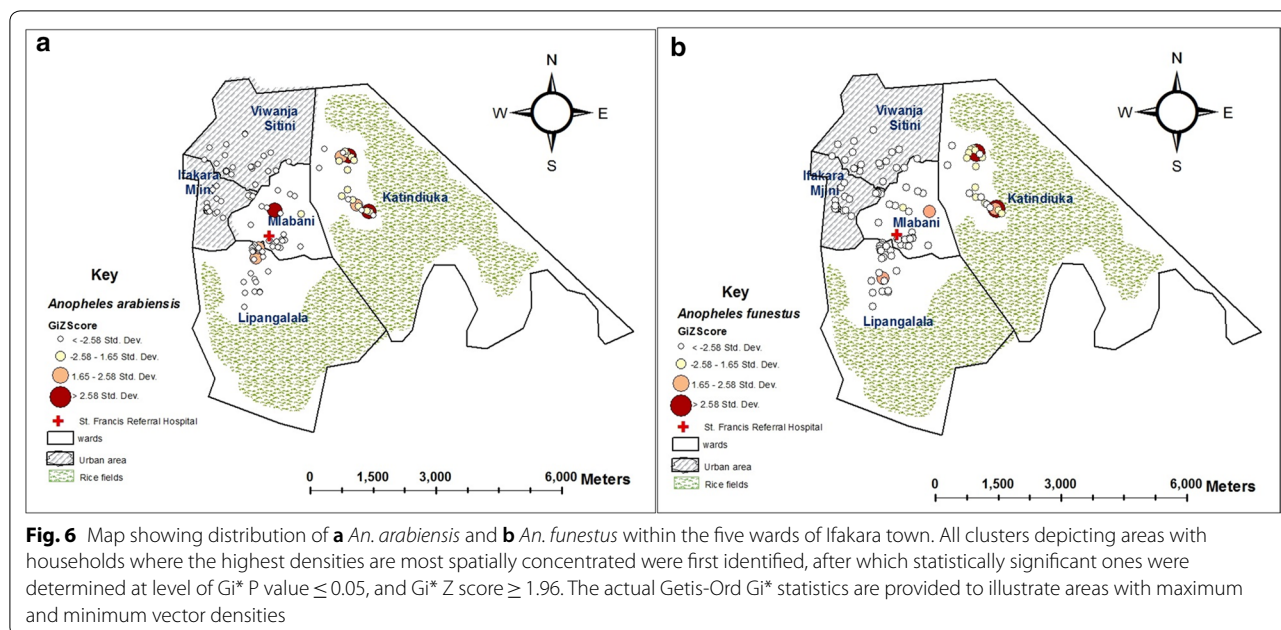 a
N
W E
S
Viwanja
Sitini
Ifakara
Mjini
Mlabani
Katindiuka
Lipangalala
Key
Anopheles arabiensis
GiZScore
< -2.58 Std. Dev.
-2.58 - 1.65 Std. Dev.
1.65 - 2.58 Std. Dev.
> 2.58 Std. Dev.
St. Francis Referral Hospital
wards
Urban area
Rice fields
0 1,500 3,000 6,000 Meters
b
N
W E
S
Viwanja
Sitini
Ifakara
Mjini
Mlabani
Katindiuka
Lipangalala
Key
Anopheles funestus
GiZScore
< -2.58 Std. Dev.
-2.58 - 1.65 Std. Dev.
1.65 - 2.58 Std. Dev.
> 2.58 Std. Dev.
St. Francis Referral Hospital
wards
Urban area
Rice fields
0 1,500 3,000 6,000 Meters
Fig. 6 Map showing distribution of a An. arabiensis and b An. funestus within the five wards of Ifakara town. All clusters depicting areas with
households where the highest densities are most spatially concentrated were first identified, after which statistically significant ones were
determined at level of Gi* P value ≤ 0.05, and Gi* Z score ≥ 1.96. The actual Getis-Ord Gi* statistics are provided to illustrate areas with maximum
and minimum vector densities